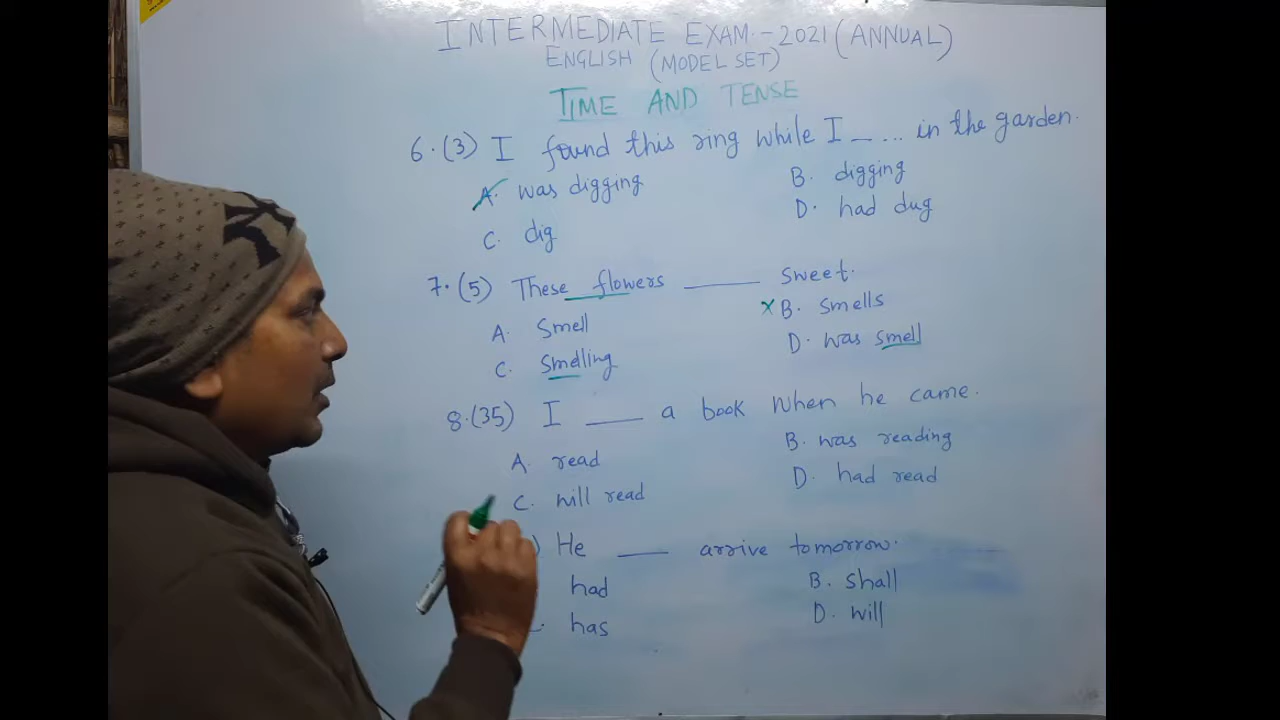 INTERMEDIATE EXAM.-2021 (ANNUAL)
ENGLISH (MODEL SET)
TIME AND TENSE
6.(3) I found this ring while I _ ... in the garden.
A. was digging B. digging
C. dig D. had dug
7.(5) These flowers ____ sweet.
A. Smell B. Smells
C. Smelling D. was smell
8.(35) I ____ a book when he came.
A. read B. was reading
C. will read D. had read
) He ____ arrive tomorrow.
had B. shall
has D. will